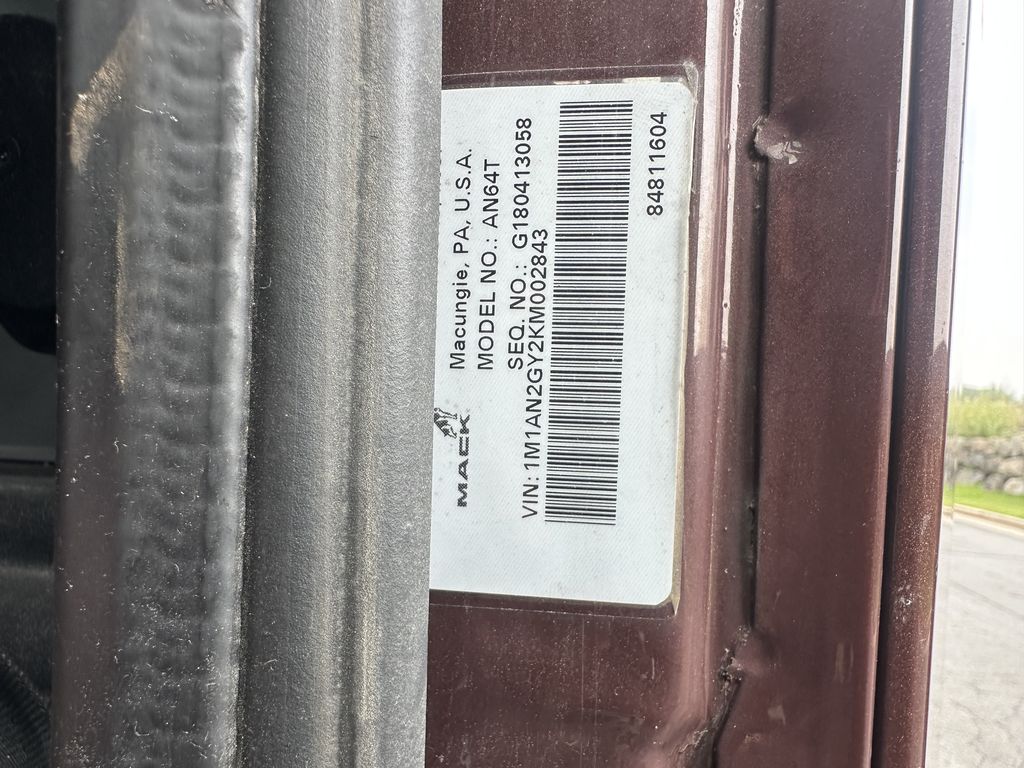 Macungie, PA, U.S.A.
MACK
MODEL NO.: AN64T
SEQ. NO.: G180413058
VIN: 1M1AN2GY2KM002843
84811604